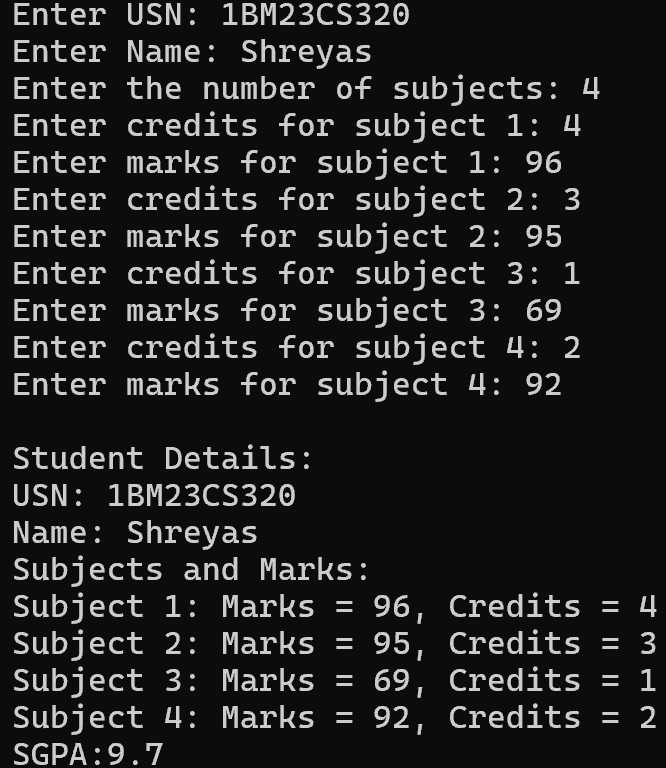 Enter USN: 1BM23CS320
Enter Name: Shreyas
Enter the number of subjects: 4
Enter credits for subject 1: 4
Enter marks for subject 1: 96
Enter credits for subject 2: 3
Enter marks for subject 2: 95
Enter credits for subject 3: 1
Enter marks for subject 3: 69
Enter credits for subject 4: 2
Enter marks for subject 4: 92

Student Details:
USN: 1BM23CS320
Name: Shreyas
Subjects and Marks:
Subject 1: Marks = 96, Credits = 4
Subject 2: Marks = 95, Credits = 3
Subject 3: Marks = 69, Credits = 1
Subject 4: Marks = 92, Credits = 2
SGPA:9.7